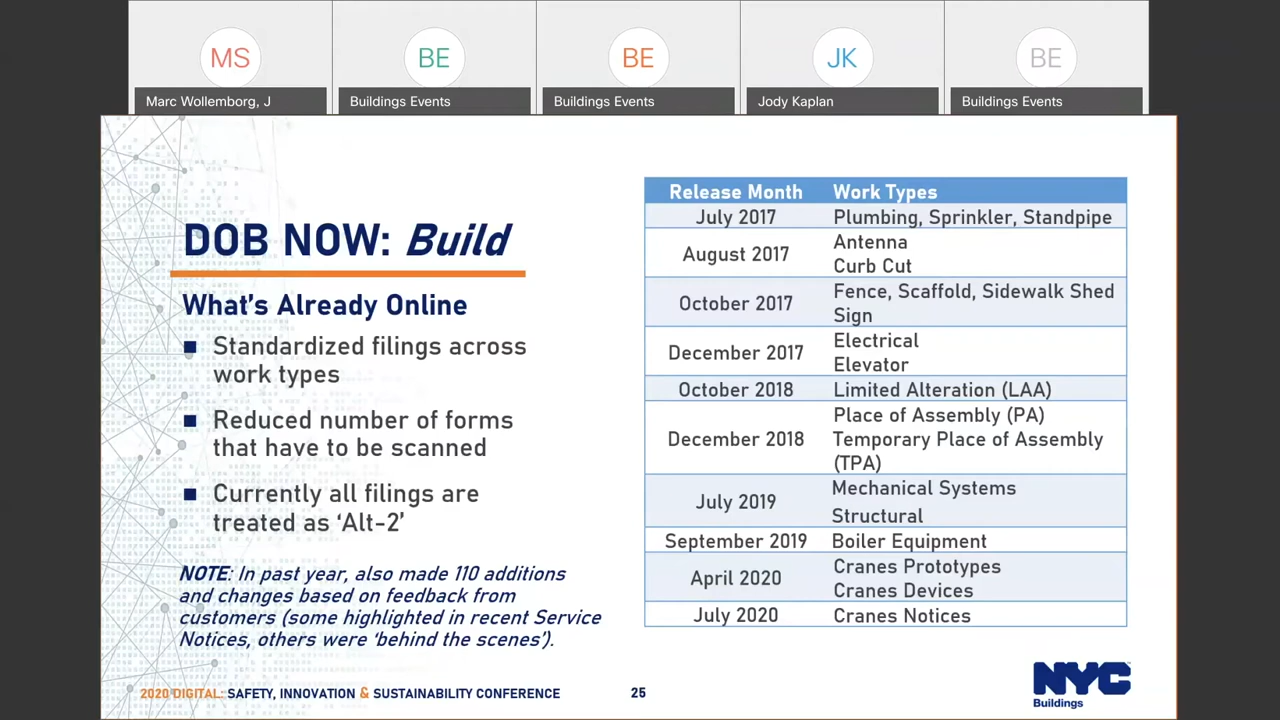 MS
BE
BE
JK
BE
Marc Wollemborg, J
Buildings Events
Buildings Events
Jody Kaplan
Buildings Events
DOB NOW: Build
What's Already Online
Standardized filings across
work types
Reduced number of forms
that have to be scanned
Currently all filings are
treated as ‘Alt-2’
NOTE: In past year, also made 110 additions
and changes based on feedback from
customers (some highlighted in recent Service
Notices, others were ‘behind the scenes’).
Release Month Work Types
July 2017 Plumbing, Sprinkler, Standpipe
August 2017 Antenna
Curb Cut
October 2017 Fence, Scaffold, Sidewalk Shed
Sign
December 2017 Electrical
Elevator
October 2018 Limited Alteration (LAA)
December 2018 Place of Assembly (PA)
Temporary Place of Assembly
(TPA)
July 2019 Mechanical Systems
Structural
September 2019 Boiler Equipment
April 2020 Cranes Prototypes
Cranes Devices
July 2020 Cranes Notices
2020 DIGITAL: SAFETY, INNOVATION & SUSTAINABILITY CONFERENCE
25
NYC
Buildings